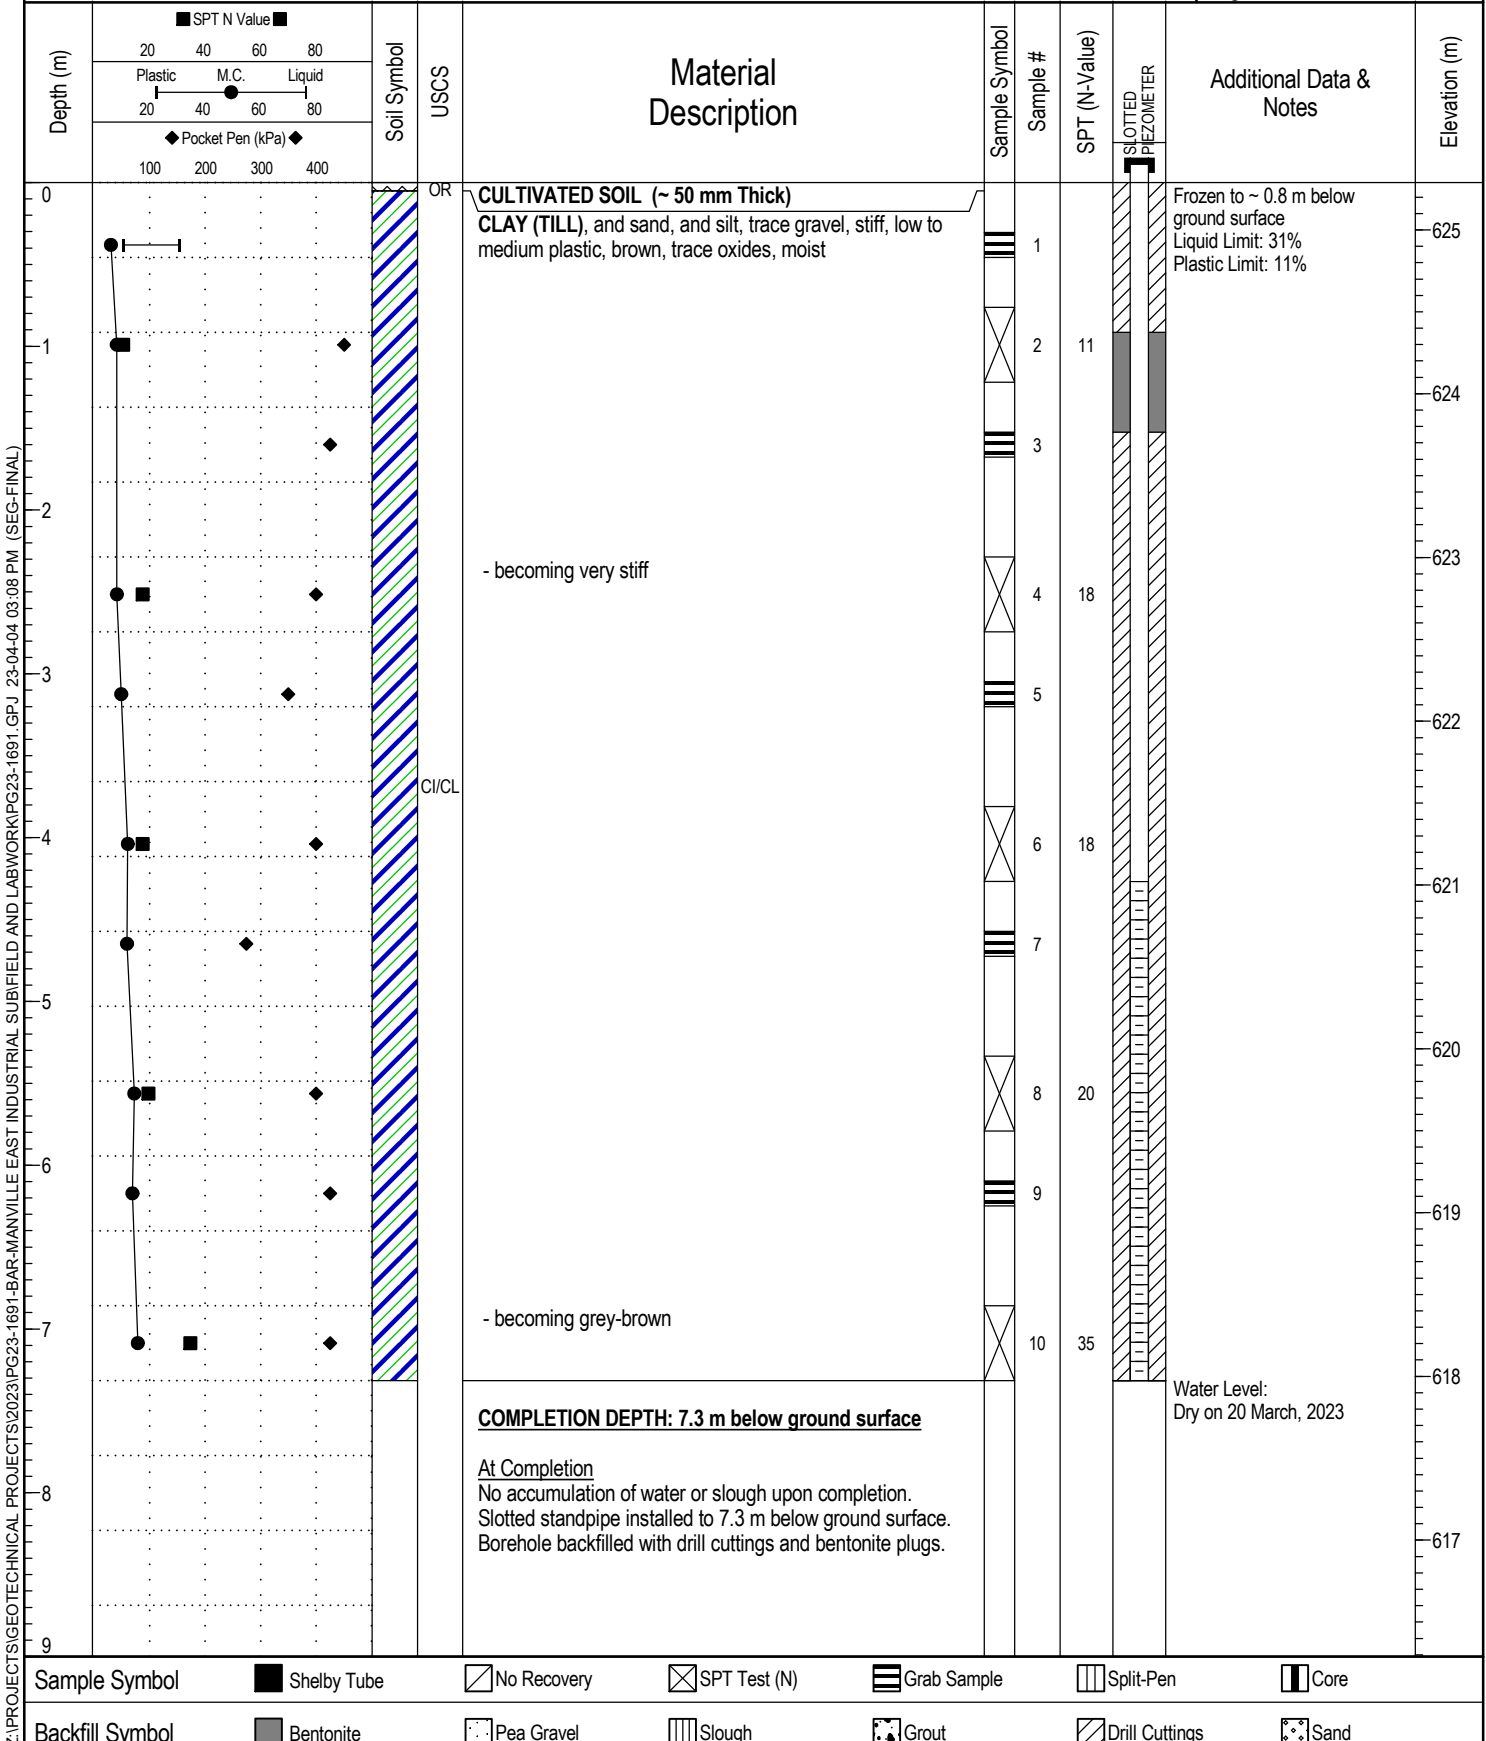 SPT N Value
20 40 60 80
Plastic M.C. Liquid
20 40 60 80
Pocket Pen (kPa)
100 200 300 400
Depth (m)
Soil Symbol
USCS
Material
Description
Sample Symbol
Sample #
SPT (N-Value)
SLOTTED
PIEZOMETER
Additional Data &
Notes
Elevation (m)
0
OR
CULTIVATED SOIL (~ 50 mm Thick)
CLAY (TILL), and sand, and silt, trace gravel, stiff, low to
medium plastic, brown, trace oxides, moist
1
Frozen to ~ 0.8 m below
ground surface
Liquid Limit: 31%
Plastic Limit: 11%
625
1
2 11
624
3
2
623
- becoming very stiff
4 18
3
5
622
CI/CL
4
6 18
621
7
5
620
8 20
6
9
619
- becoming grey-brown
7
10 35
618
Water Level:
Dry on 20 March, 2023
COMPLETION DEPTH: 7.3 m below ground surface
At Completion
No accumulation of water or slough upon completion.
Slotted standpipe installed to 7.3 m below ground surface.
Borehole backfilled with drill cuttings and bentonite plugs.
8
617
9
Z:\PROJECTS\GEOTECHNICAL PROJECTS\2023\PG23-1691-BAR-MANVILLE EAST INDUSTRIAL SUB\FIELD AND LABWORK\PG23-1691.GPJ 23-04-04 03:08 PM (SEG-FINAL)
Sample Symbol Shelby Tube No Recovery SPT Test (N) Grab Sample Split-Pen Core
Backfill Symbol Bentonite Pea Gravel Slough Grout Drill Cuttings Sand